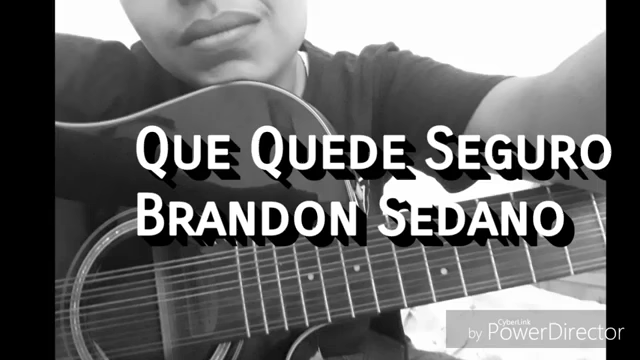 Que Quede Seguro
Brandon Sedano
CyberLink
by PowerDirector